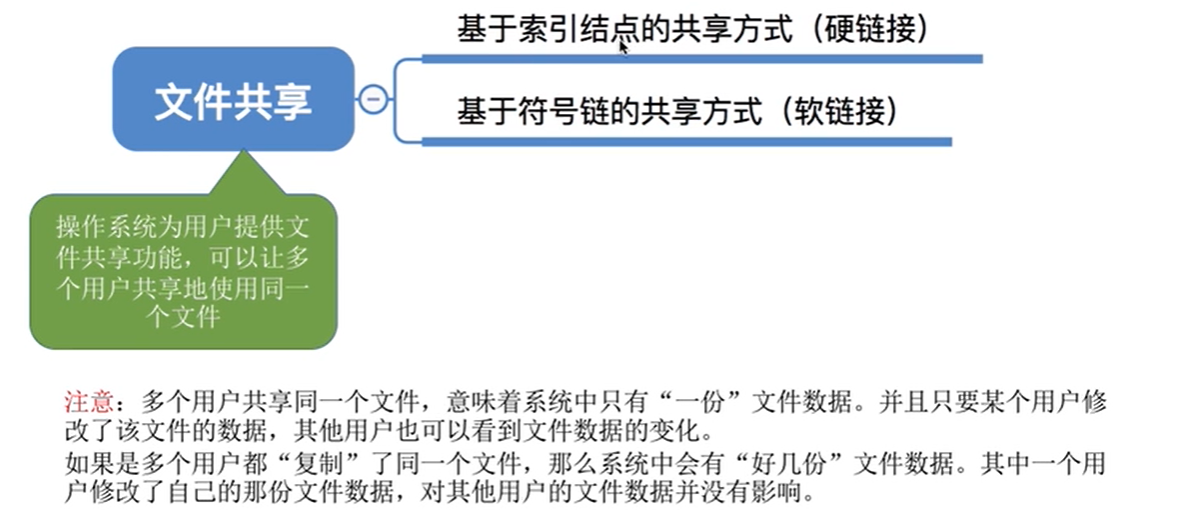 基于索引结点的共享方式（硬链接）
文件共享
基于符号链的共享方式（软链接）
操作系统为用户提供文
件共享功能，可以让多
个用户共享地使用同一
个文件
注意：多个用户共享同一个文件，意味着系统中只有“一份”文件数据。并且只要某个用户修
改了该文件的数据，其他用户也可以看到文件数据的变化。
如果是多个用户都“复制”了同一个文件，那么系统中会有“好几份”文件数据。其中一个用
户修改了自己的那份文件数据，对其他用户的文件数据并没有影响。